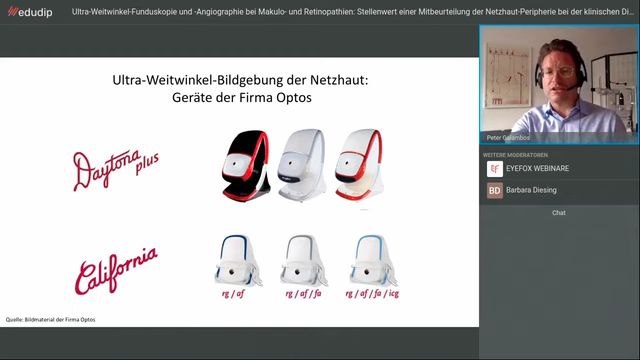 edudip
Ultra-Weitwinkel-Funduskopie und -Angiographie bei Makulo- und Retinopathien: Stellenwert einer Mitbeurteilung der Netzhaut-Peripherie bei der klinischen Di...
Ultra-Weitwinkel-Bildgebung der Netzhaut:
Geräte der Firma Optos
Daytona plus
California
rg / af
rg / af / fa
rg / af / fa / icg
Quelle: Bildmaterial der Firma Optos
Peter Galambos
WEITERE MODERATOREN
EYEFOX WEBINARE
BD
Barbara Diesing
Chat